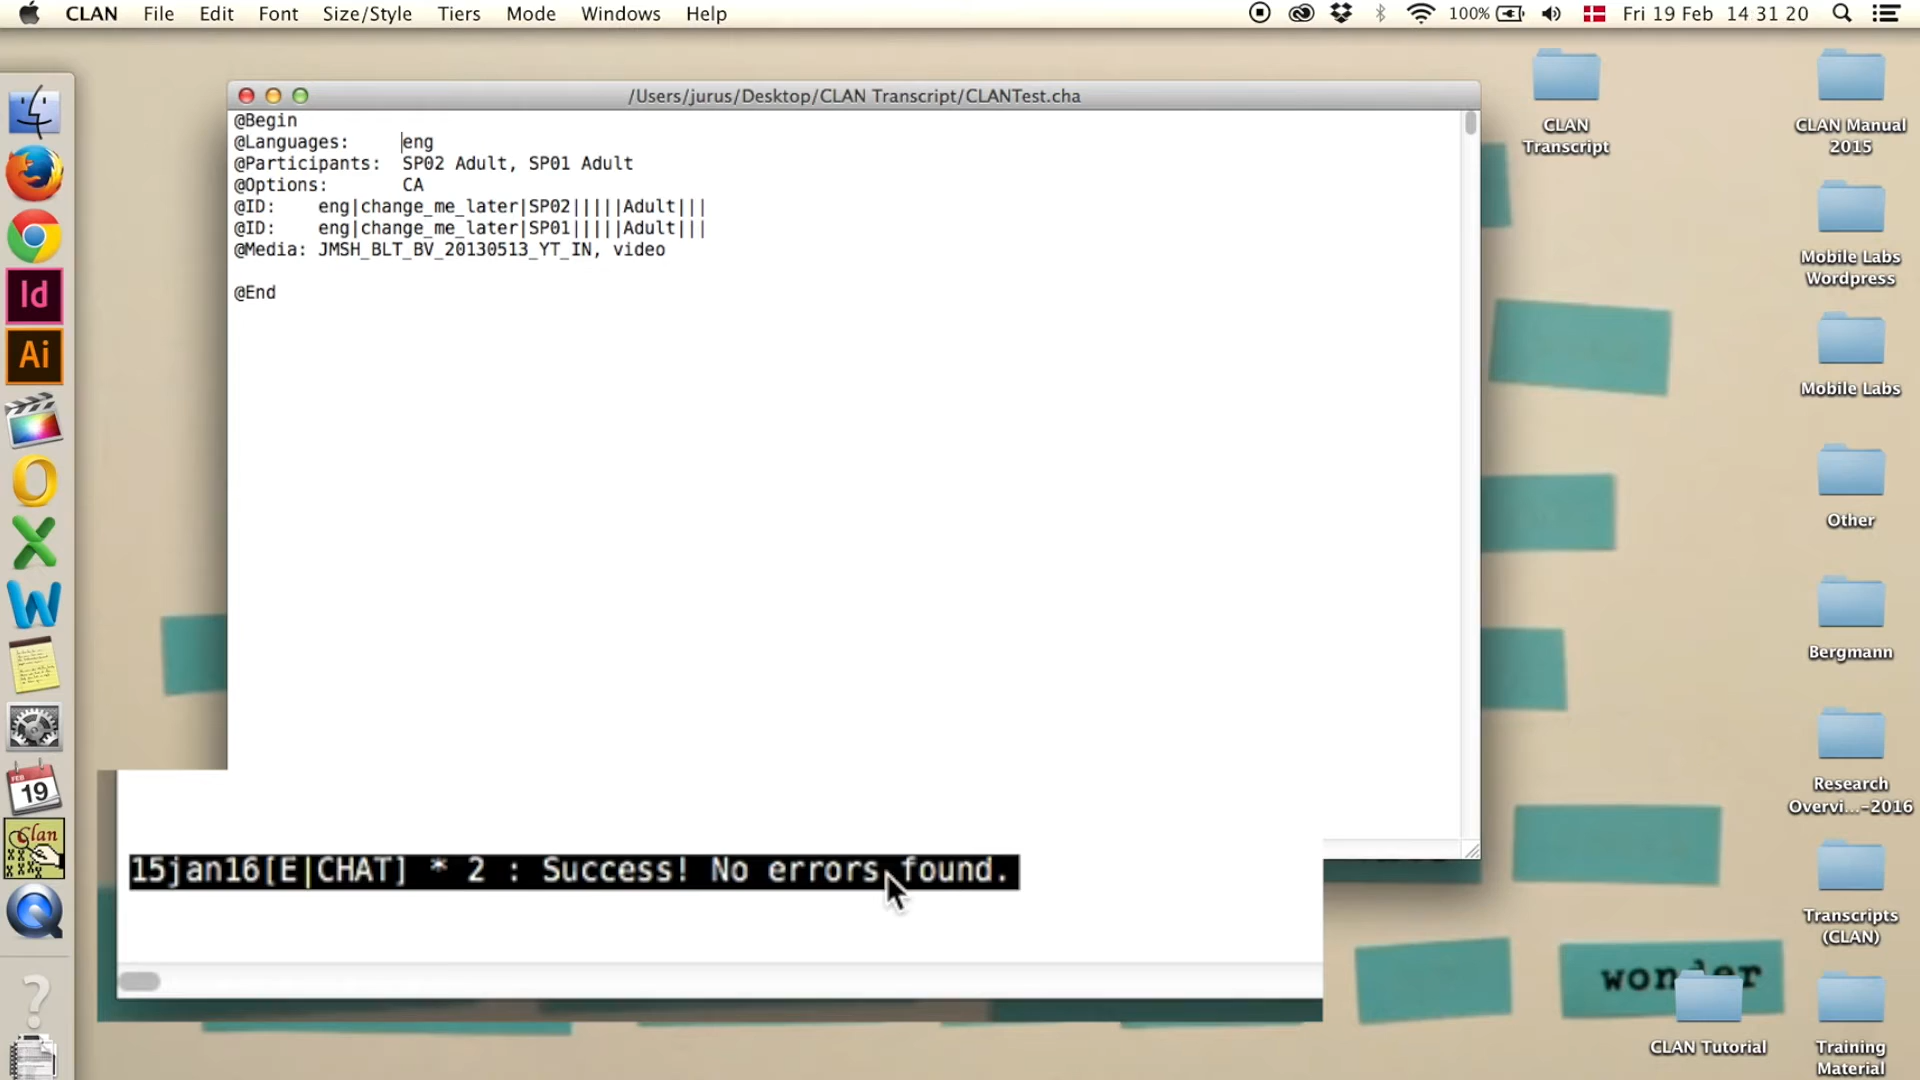 CLAN File Edit Font Size/Style Tiers Mode Windows Help 100% Fri 19 Feb 14 31 20
/Users/jurus/Desktop/CLAN Transcript/CLANTest.cha
@Begin
@Languages: eng
@Participants: SP02 Adult, SP01 Adult
@Options: CA
@ID: eng|change_me_later|SP02|||||Adult|||
@ID: eng|change_me_later|SP01|||||Adult|||
@Media: JMSH_BLT_BV_20130513_YT_IN, video
@End
15jan16[E|CHAT] * 2 : Success! No errors found.
CLAN
Transcript
CLAN Manual
2015
Mobile Labs
Wordpress
Mobile Labs
Other
Bergmann
Research
Overvi...-2016
Transcripts
(CLAN)
wonder
CLAN Tutorial
Training
Material
Id
Ai
FEB
19
Clan